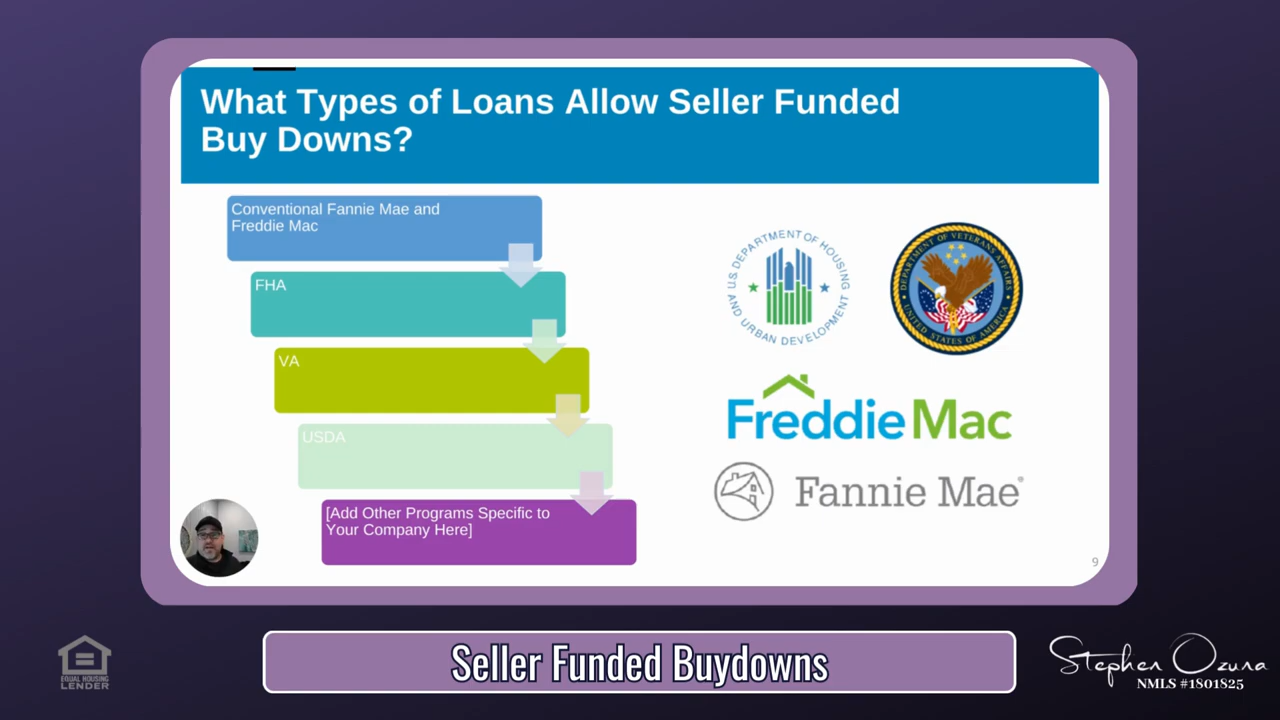 What Types of Loans Allow Seller Funded
Buy Downs?
Conventional Fannie Mae and
Freddie Mac
FHA
VA
USDA
[Add Other Programs Specific to
Your Company Here]
U.S. DEPARTMENT OF HOUSING
AND URBAN DEVELOPMENT
DEPARTMENT OF VETERANS AFFAIRS
UNITED STATES OF AMERICA
Freddie Mac
Fannie Mae®
9
EQUAL HOUSING
LENDER
Seller Funded Buydowns
Stephen Ozuna
NMLS #1801825